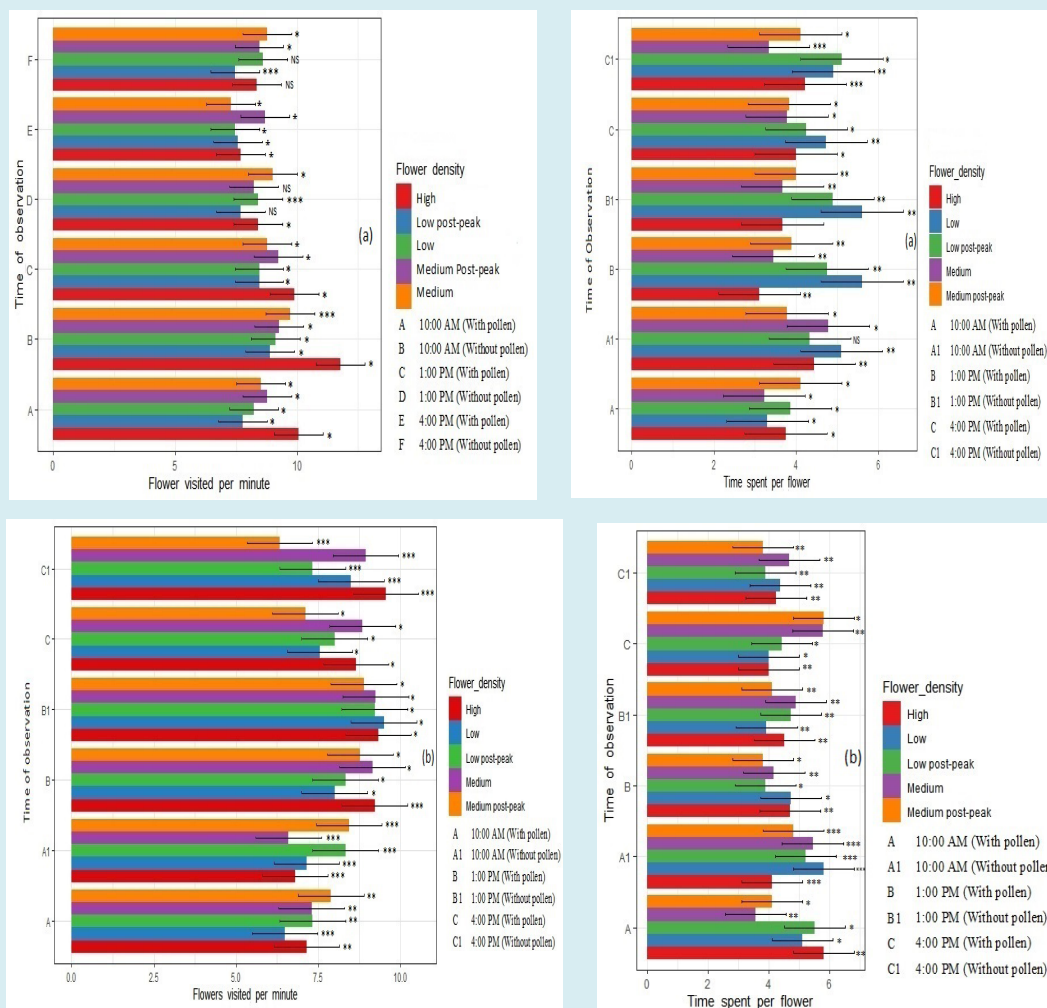 F
*
*
NS
***
NS
E
*
*
*
*
*
D
*
NS
***
NS
*
C
*
*
*
*
*
B
***
*
*
*
*
A
*
*
*
*
*
0 5 10
Flower visited per minute
Time of observation
(a)
Flower density
High
Low post-peak
Low
Medium Post-peak
Medium
A 10:00 AM (With pollen)
B 10:00 AM (Without pollen)
C 1:00 PM (With pollen)
D 1:00 PM (Without pollen)
E 4:00 PM (With pollen)
F 4:00 PM (Without pollen)
C1
*
***
*
**
***
C
*
*
*
**
*
B1
**
**
**
**
B
**
**
**
**
**
A1
*
*
NS
**
**
A
*
*
*
*
*
0 2 4 6
Time spent per flower
Time of Observation
(a)
Flower_density
High
Low
Low post-peak
Medium
Medium post-peak
A 10:00 AM (With pollen)
A1 10:00 AM (Without pollen)
B 1:00 PM (With pollen)
B1 1:00 PM (Without pollen)
C 4:00 PM (With pollen)
C1 4:00 PM (Without pollen)
C1
***
***
***
***
***
C
*
*
*
*
*
B1
*
*
*
*
*
B
*
*
*
*
***
A1
***
***
***
***
***
A
**
**
**
***
**
0.0 2.5 5.0 7.5 10.0
Flowers visited per minute
Time of observation
(b)
Flower_density
High
Low
Low post-peak
Medium
Medium post-peak
A 10:00 AM (With pollen)
A1 10:00 AM (Without pollen)
B 1:00 PM (With pollen)
B1 1:00 PM (Without pollen)
C 4:00 PM (With pollen)
C1 4:00 PM (Without pollen)
C1
**
**
**
**
**
C
*
**
*
*
**
B1
**
**
**
**
**
B
*
**
*
*
**
A1
***
***
***
***
***
A
*
**
*
*
**
0 2 4 6
Time spent per flower
Time of observation
(b)
Flower_density
High
Low
Low post-peak
Medium
Medium post-peak
A 10:00 AM (With pollen)
A1 10:00 AM (Without pollen)
B 1:00 PM (With pollen)
B1 1:00 PM (Without pollen)
C 4:00 PM (With pollen)
C1 4:00 PM (Without pollen)